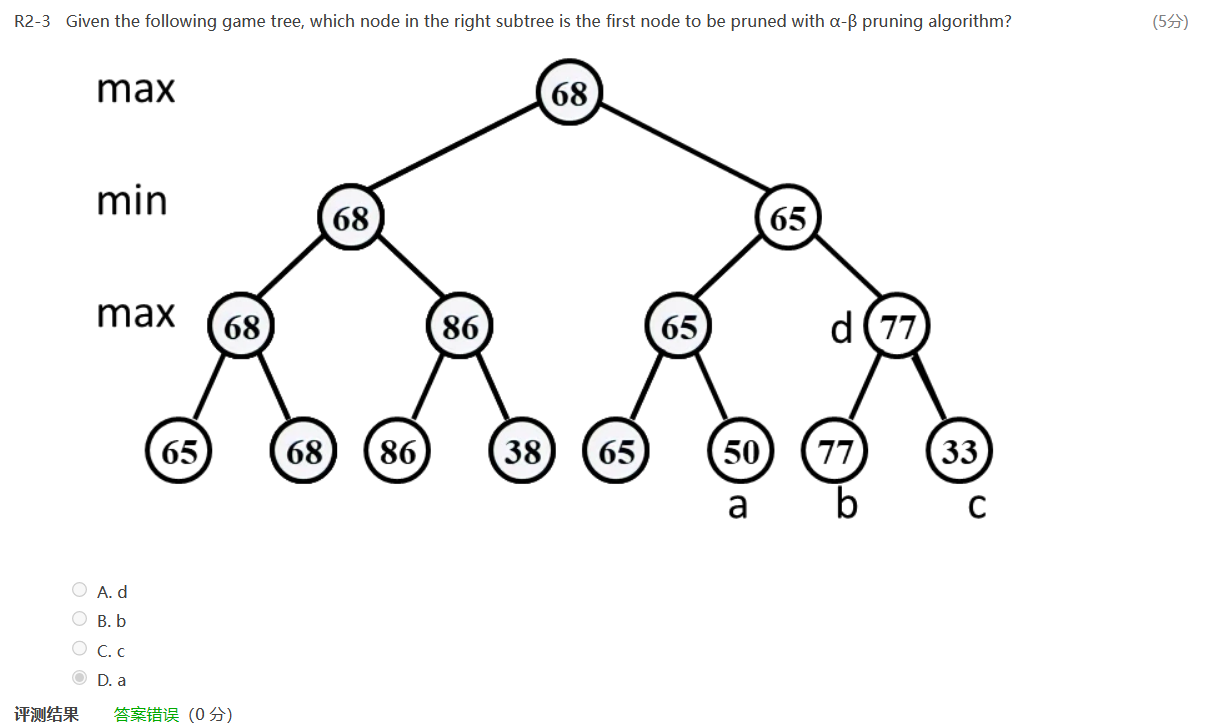 R2-3 Given the following game tree, which node in the right subtree is the first node to be pruned with α-β pruning algorithm? (5分)
max 68
min 68 65
max 68 86 65 d 77
65 68 86 38 65 50 77 33
a b c
A. d
B. b
C. c
D. a
评测结果 答案错误 (0 分)